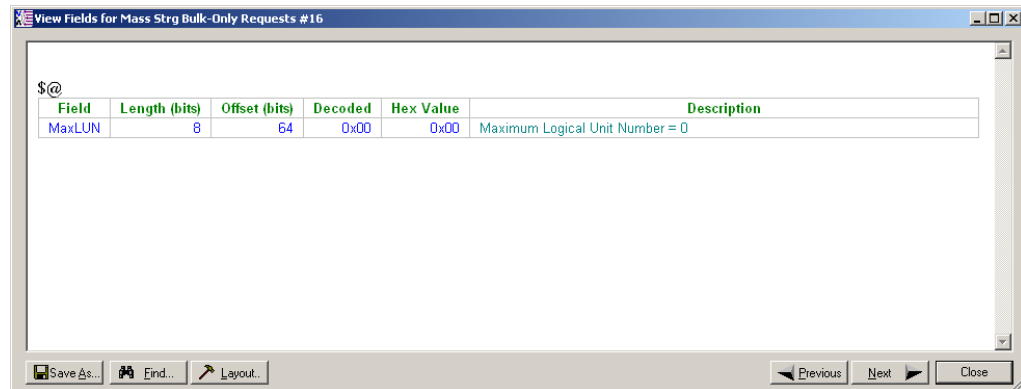 View Fields for Mass Strg Bulk-Only Requests #16
$@
Field Length (bits) Offset (bits) Decoded Hex Value Description
MaxLUN 8 64 0x00 0x00 Maximum Logical Unit Number = 0
Save As... Find... Layout.. Previous Next Close